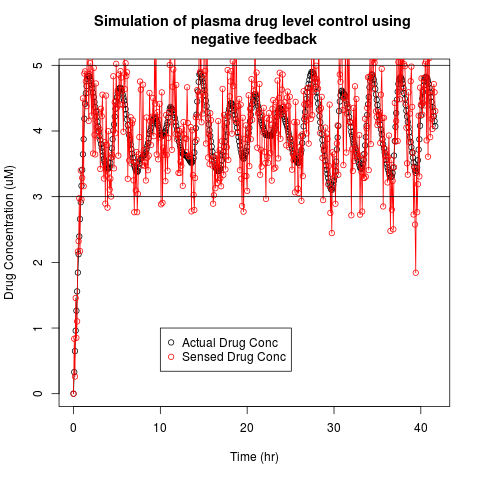 Simulation of plasma drug level control using
negative feedback
Drug Concentration (uM)
5
4
3
2
1
0
Actual Drug Conc
Sensed Drug Conc
0 10 20 30 40
Time (hr)